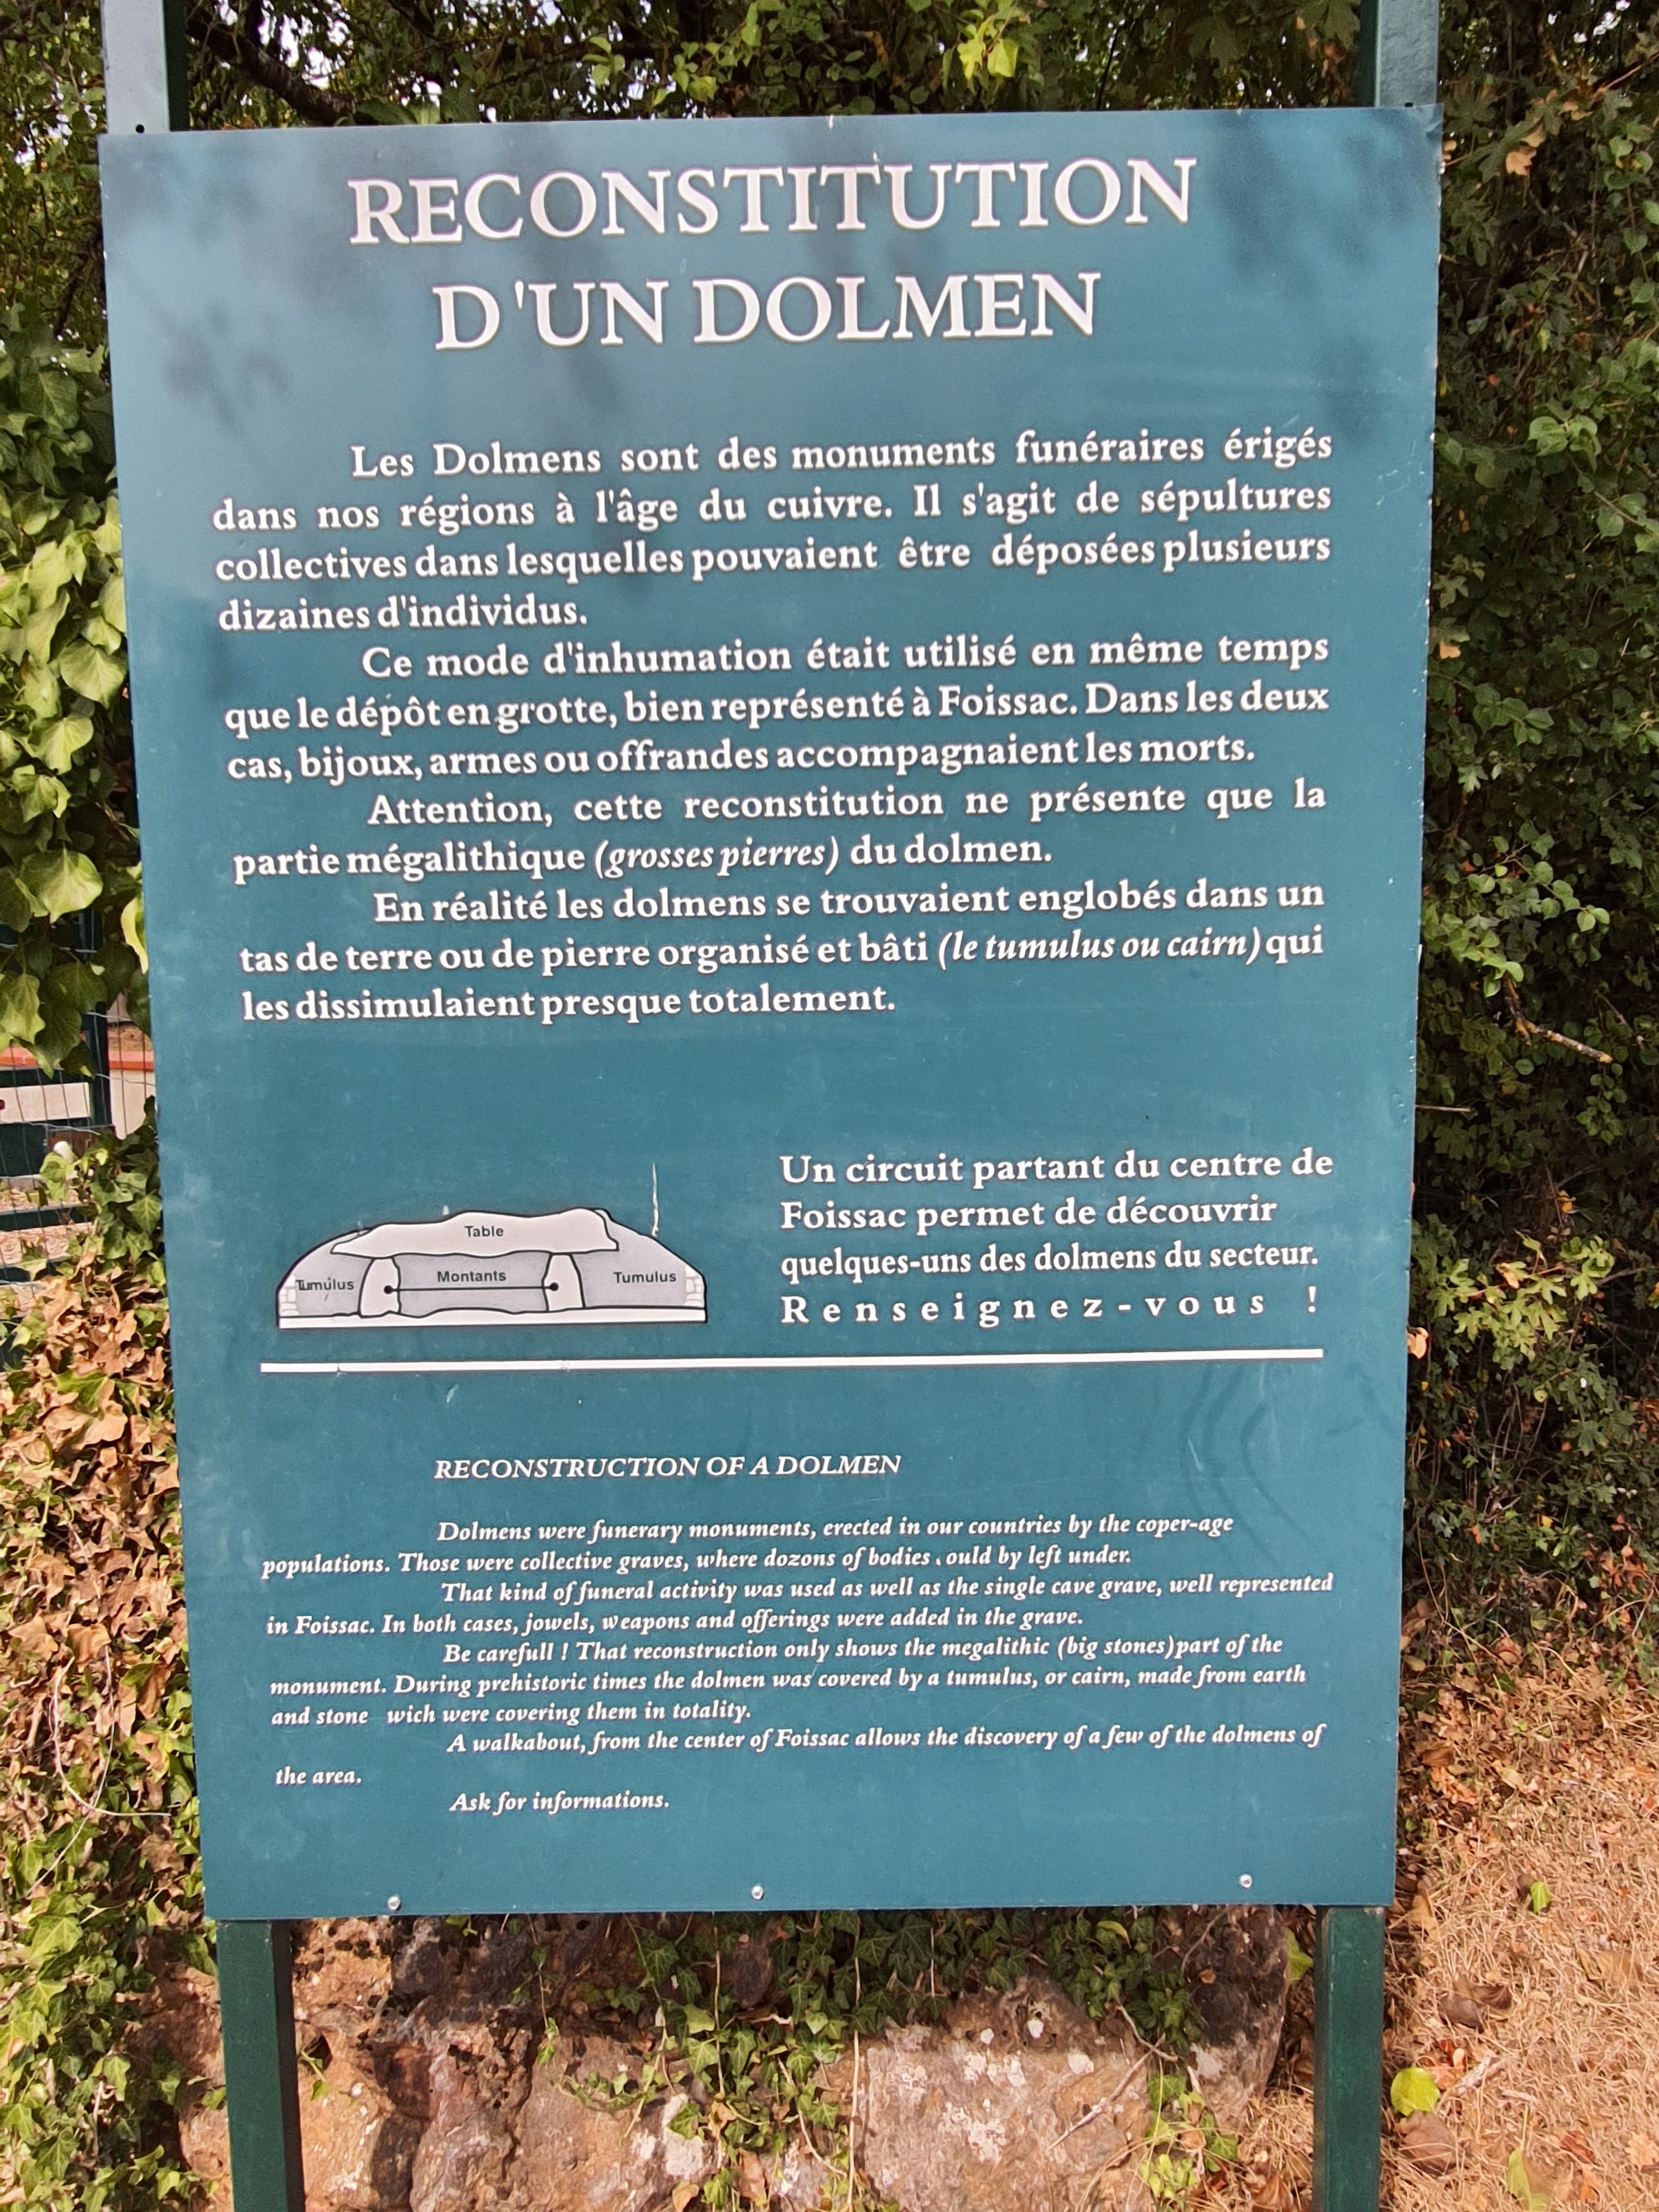 RECONSTITUTION
D'UN DOLMEN
Les Dolmens sont des monuments funéraires érigés
dans nos régions à l'âge du cuivre. Il s'agit de sépultures
collectives dans lesquelles pouvaient être déposées plusieurs
dizaines d'individus.
Ce mode d'inhumation était utilisé en même temps
que le dépôt en grotte, bien représenté à Foissac. Dans les deux
cas, bijoux, armes ou offrandes accompagnaient les morts.
Attention, cette reconstitution ne présente que la
partie mégalithique (grosses pierres) du dolmen.
En réalité les dolmens se trouvaient englobés dans un
tas de terre ou de pierre organisé et bâti (le tumulus ou cairn) qui
les dissimulaient presque totalement.
Table
Tumulus
Montants
Tumulus
Un circuit partant du centre de
Foissac permet de découvrir
quelques-uns des dolmens du secteur.
Renseignez-vous !
RECONSTRUCTION OF A DOLMEN
Dolmens were funerary monuments, erected in our countries by the coper-age
populations. Those were collective graves, where dozons of bodies ould by left under.
That kind of funeral activity was used as well as the single cave grave, well represented
in Foissac. In both cases, jowels, weapons and offerings were added in the grave.
Be carefull ! That reconstruction only shows the megalithic (big stones)part of the
monument. During prehistoric times the dolmen was covered by a tumulus, or cairn, made from earth
and stone wich were covering them in totality.
A walkabout, from the center of Foissac allows the discovery of a few of the dolmens of
the area.
Ask for informations.